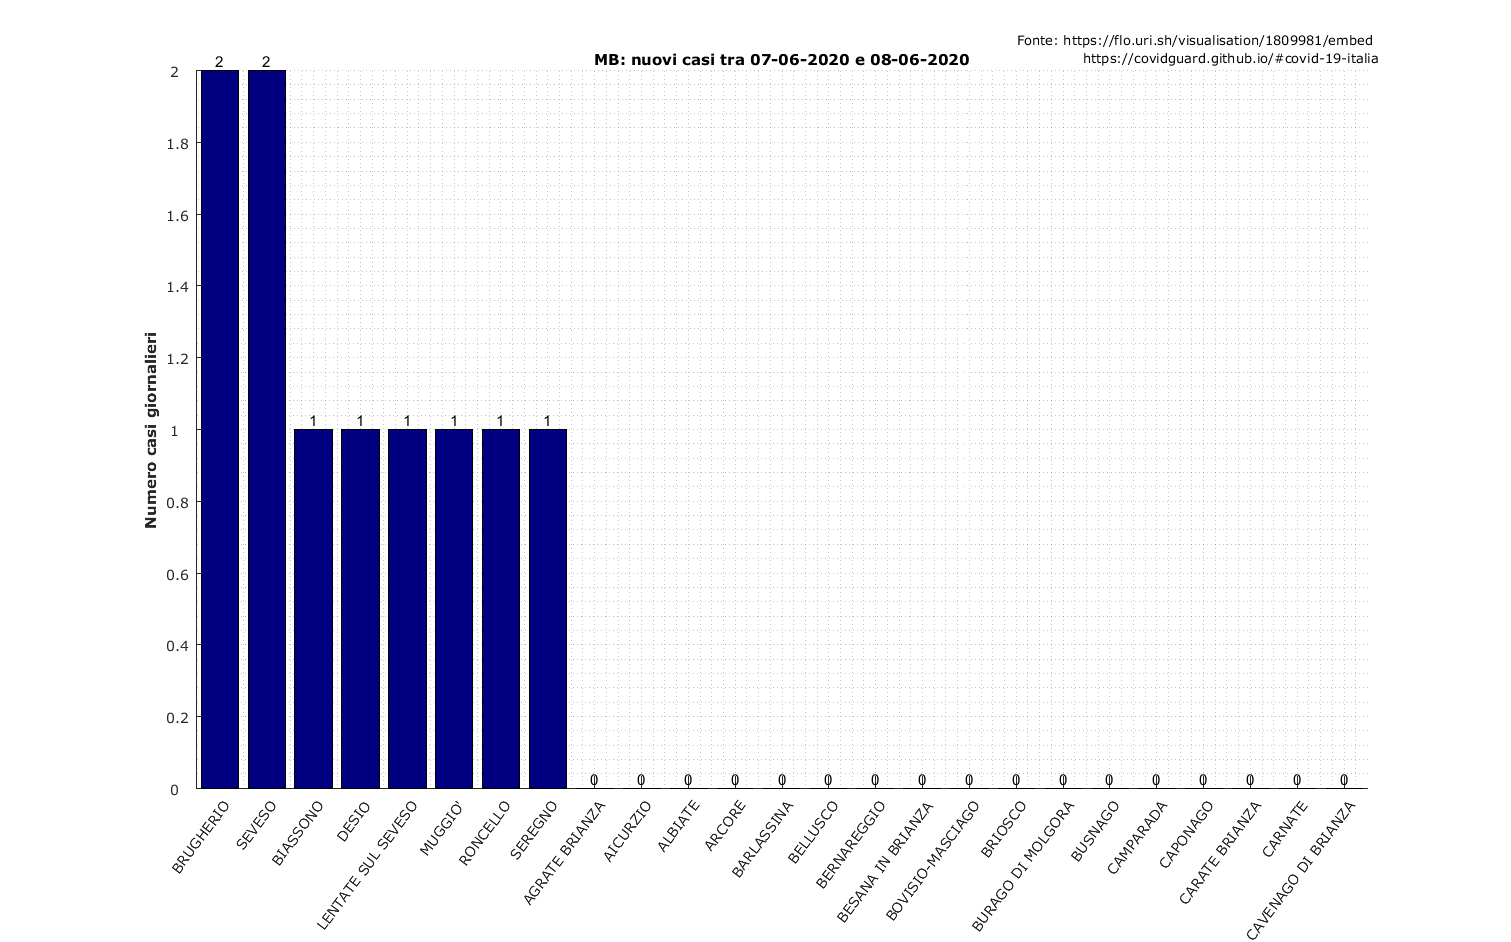 Fonte: https://flo.uri.sh/visualisation/1809981/embed
https://covidguard.github.io/#covid-19-italia
MB: nuovi casi tra 07-06-2020 e 08-06-2020
Numero casi giornalieri
2
1.8
1.6
1.4
1.2
1
0.8
0.6
0.4
0.2
0
2 2 1 1 1 1 1 1 0 0 0 0 0 0 0 0 0 0 0 0 0 0 0 0 0
BRUGHERIO
SEVESO
BIASSONO
DESIO
LENTATE SUL SEVESO
MUGGIO'
RONCELLO
SEREGNO
AGRATE BRIANZA
AICURZIO
ALBIATE
ARCORE
BARLASSINA
BELLUSCO
BERNAREGGIO
BESANA IN BRIANZA
BOVISIO-MASCIAGO
BRIOSCO
BURAGO DI MOLGORA
BUSNAGO
CAMPARADA
CAPONAGO
CARATE BRIANZA
CARNATE
CAVENAGO DI BRIANZA